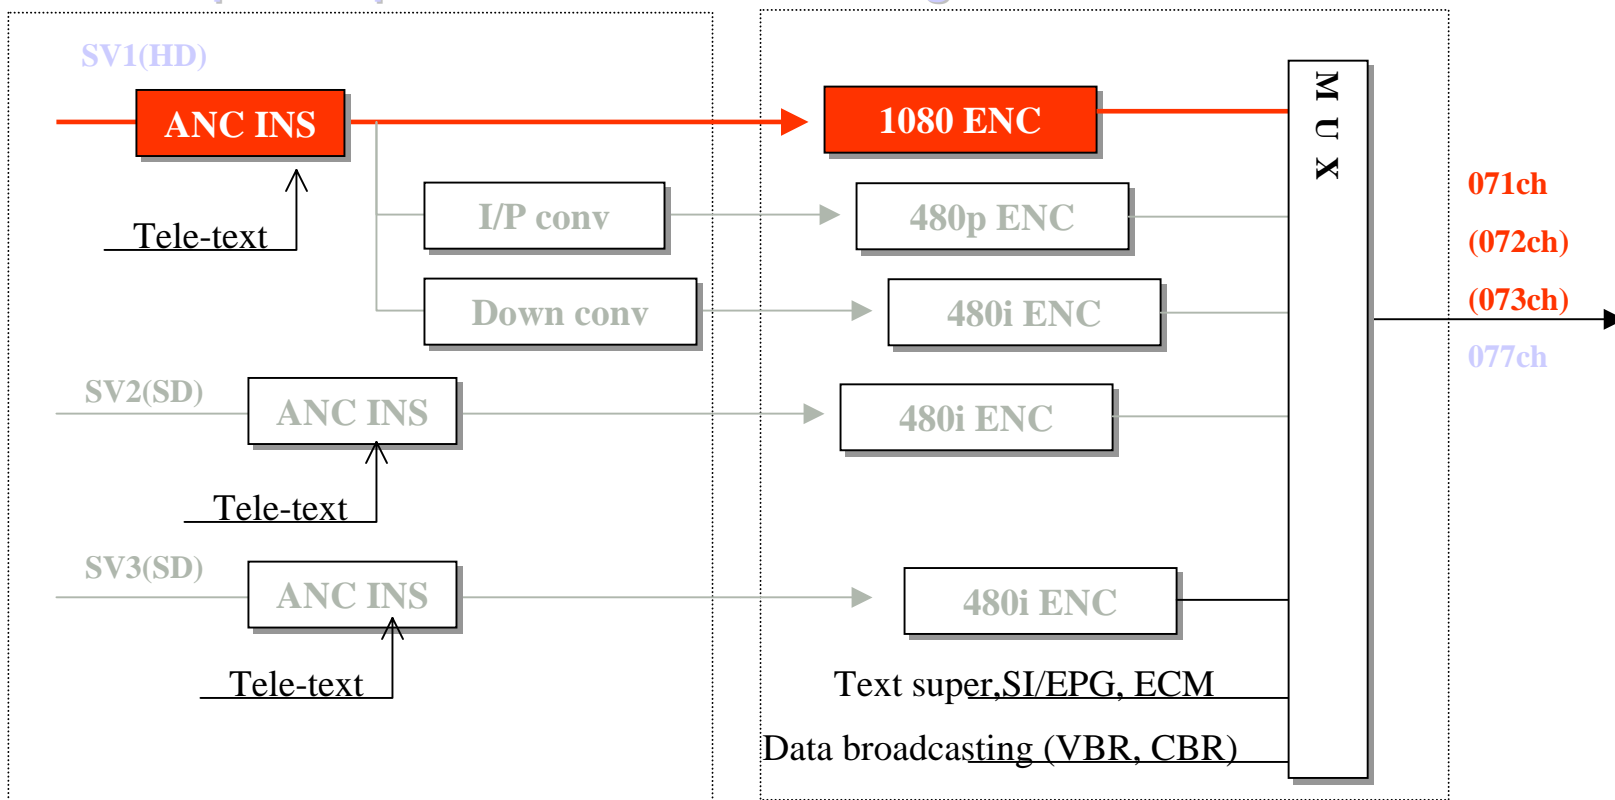 SV1(HD)
ANC INS
1080 ENC
M U X
Tele-text
I/P conv
480p ENC
071ch
(072ch)
Down conv
480i ENC
(073ch)
077ch
SV2(SD)
ANC INS
480i ENC
Tele-text
SV3(SD)
ANC INS
480i ENC
Tele-text
Text super,SI/EPG, ECM
Data broadcasting (VBR, CBR)